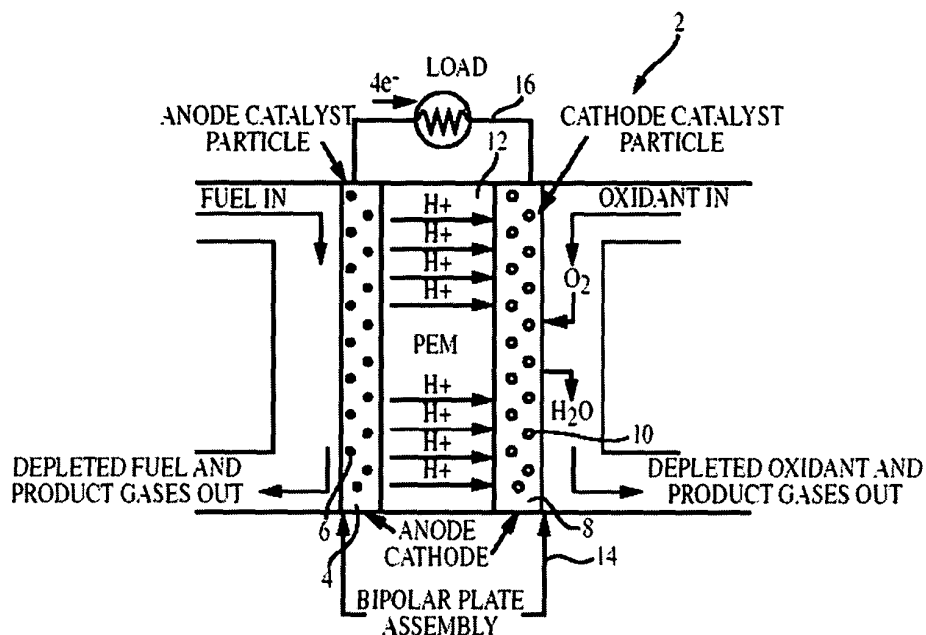 2
LOAD
4e-
16
ANODE CATALYST
PARTICLE
CATHODE CATALYST
PARTICLE
12
FUEL IN
OXIDANT IN
H+
H+
H+
H+
O2
PEM
H+
H+
H+
H+
H2O
10
DEPLETED FUEL AND
PRODUCT GASES OUT
DEPLETED OXIDANT AND
PRODUCT GASES OUT
6
4
ANODE
CATHODE
8
14
BIPOLAR PLATE
ASSEMBLY